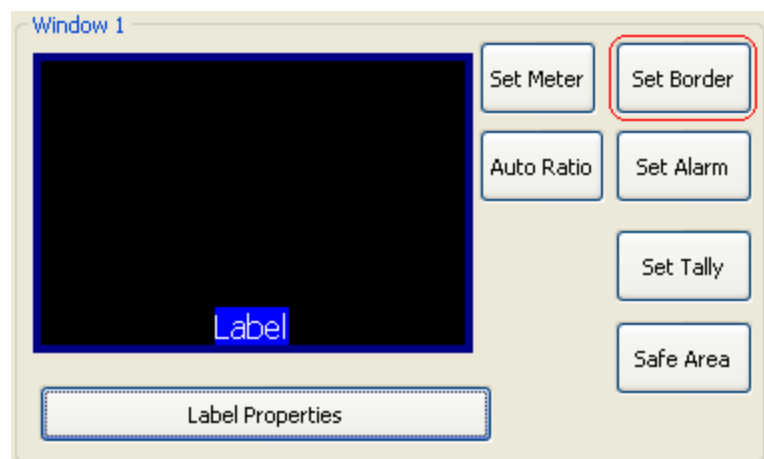 Window 1
Set Meter
Set Border
Auto Ratio
Set Alarm
Set Tally
Label
Safe Area
Label Properties